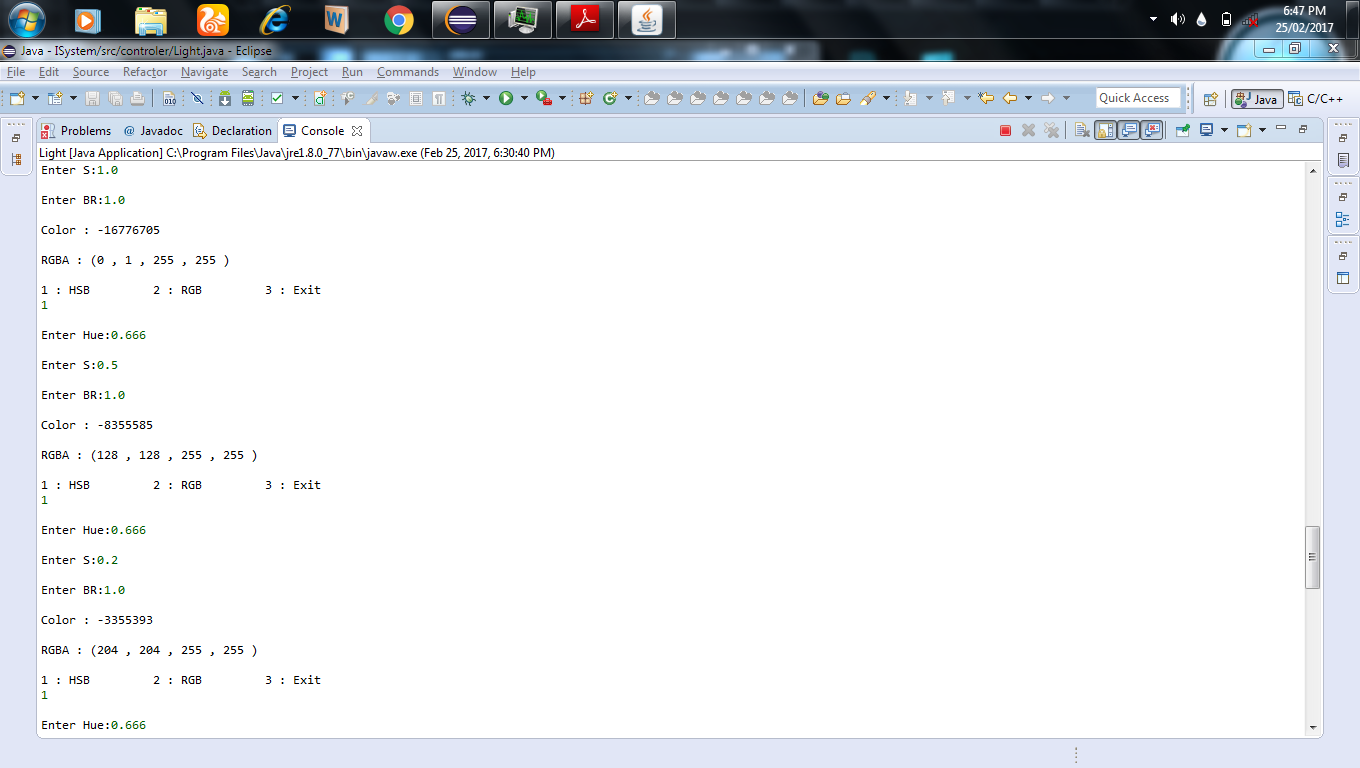 6:47 PM
25/02/2017
Java - ISystem/src/controler/Light.java - Eclipse
File Edit Source Refactor Navigate Search Project Run Commands Window Help
Quick Access Java C/C++
Problems @ Javadoc Declaration Console
Light [Java Application] C:\Program Files\Java\jre1.8.0_77\bin\javaw.exe (Feb 25, 2017, 6:30:40 PM)
Enter S:1.0
Enter BR:1.0
Color : -16776705
RGBA : (0 , 1 , 255 , 255 )
1 : HSB 2 : RGB 3 : Exit
1
Enter Hue:0.666
Enter S:0.5
Enter BR:1.0
Color : -8355585
RGBA : (128 , 128 , 255 , 255 )
1 : HSB 2 : RGB 3 : Exit
1
Enter Hue:0.666
Enter S:0.2
Enter BR:1.0
Color : -3355393
RGBA : (204 , 204 , 255 , 255 )
1 : HSB 2 : RGB 3 : Exit
1
Enter Hue:0.666